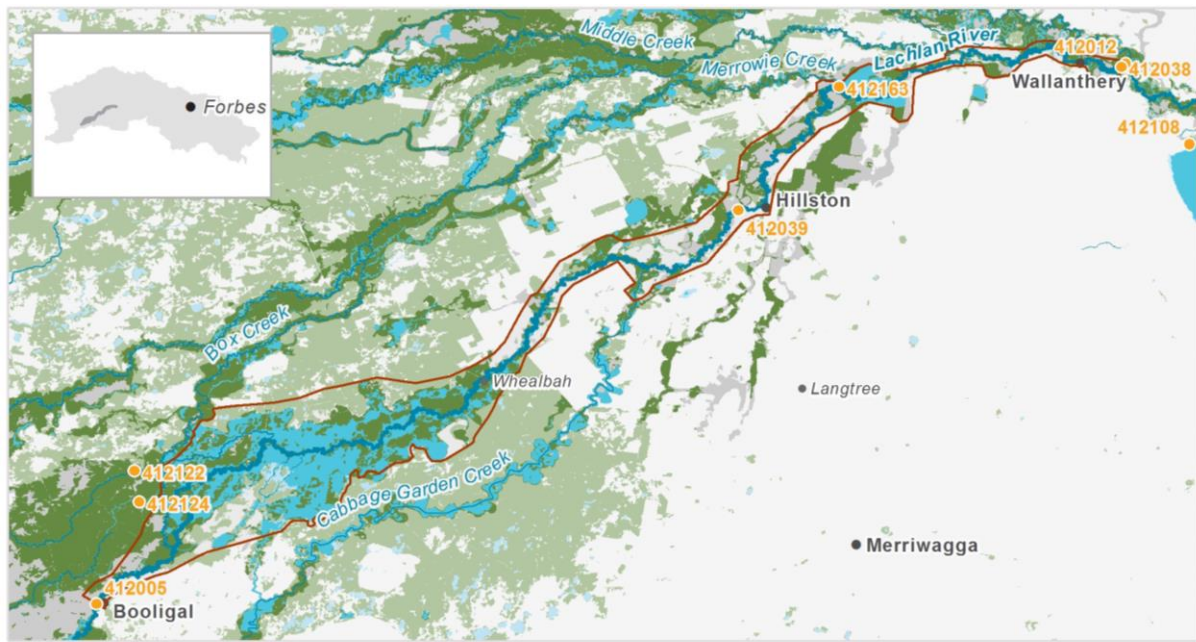 Middle Creek
Lachlan River
412012
412038
Merrowie Creek
Wallanthery
412163
Forbes
412108
Hillston
412039
Box Creek
Whealbah
Langtree
412122
Cabbage Garden Creek
412124
Merriwagga
412005
Booligal